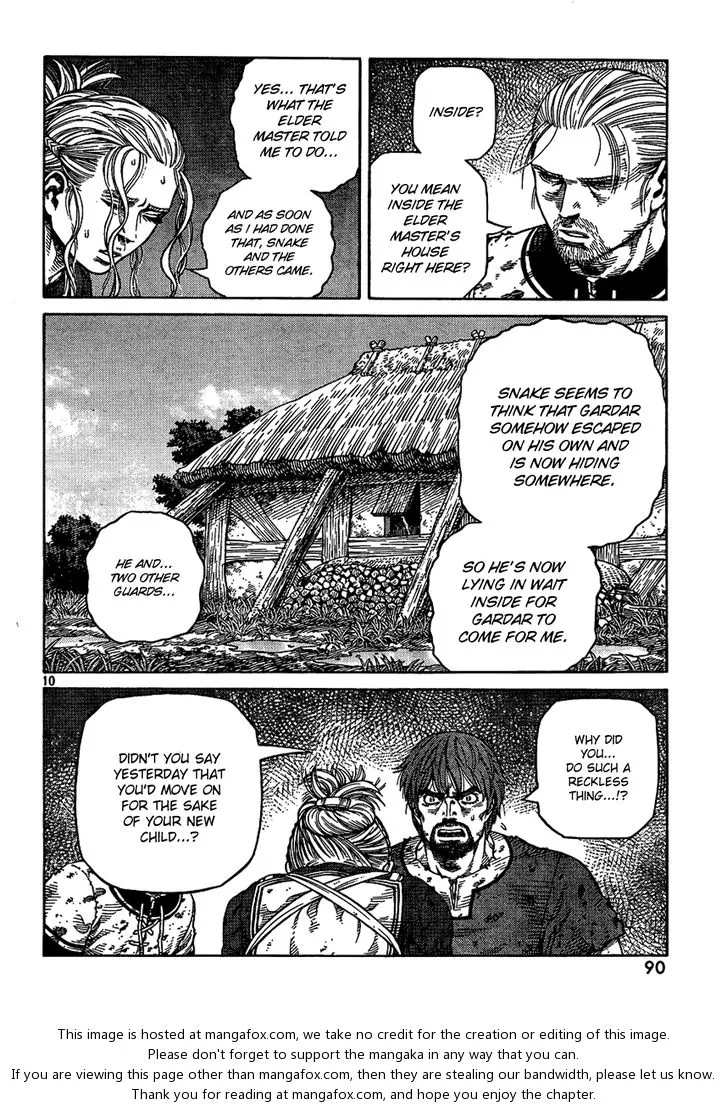 INSIDE?
YOU MEAN
INSIDE THE
ELDER
MASTER'S
HOUSE
RIGHT HERE?
YES... THAT'S
WHAT THE
ELDER
MASTER TOLD
ME TO DO...
AND AS SOON
AS I HAD DONE
THAT, SNAKE
AND THE
OTHERS CAME.
SNAKE SEEMS TO
THINK THAT GARDAR
SOMEHOW ESCAPED
ON HIS OWN AND
IS NOW HIDING
SOMEWHERE.
SO HE'S NOW
LYING IN WAIT
INSIDE FOR
GARDAR TO
COME FOR ME.
HE AND...
TWO OTHER
GUARDS...
10
WHY DID
YOU...
DO SUCH A
RECKLESS
THING...!?
DIDN'T YOU SAY
YESTERDAY THAT
YOU'D MOVE ON
FOR THE SAKE
OF YOUR NEW
CHILD...?
90
This image is hosted at mangafox.com, we take no credit for the creation or editing of this image.
Please don't forget to support the mangaka in any way that you can.
If you are viewing this page other than mangafox.com, then they are stealing our bandwidth, please let us know.
Thank you for reading at mangafox.com, and hope you enjoy the chapter.